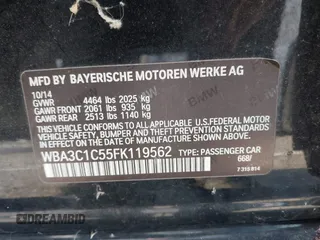 MFD BY BAYERISCHE MOTOREN WERKE AG
10/14
GVWR 4464 lbs 2025 kg
GAWR FRONT 2061 lbs 935 kg
GAWR REAR 2513 lbs 1140 kg
THIS VEHICLE CONFORMS TO ALL APPLICABLE U.S. FEDERAL MOTOR
VEHICLE SAFETY, BUMPER AND THEFT PREVENTION STANDARDS IN
EFFECT ON THE DATE OF MANUFACTURE SHOWN ABOVE.
WBA3C1C55FK119562 TYPE: PASSENGER CAR
668/
7 319 814
DREAMBID